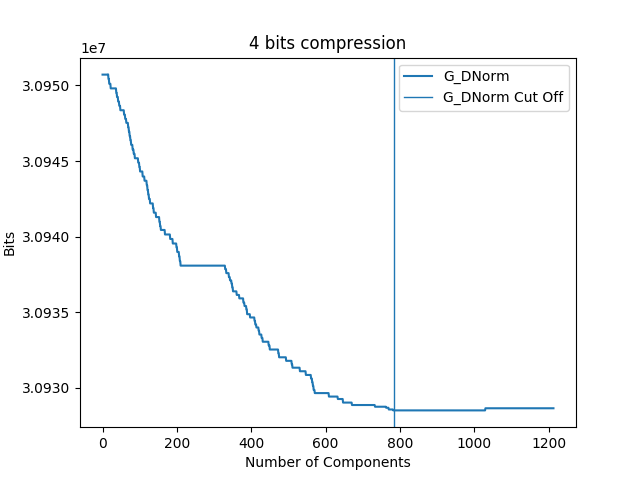 4 bits compression
1e7
3.0950
3.0945
3.0940
3.0935
3.0930
Bits
G_DNorm
G_DNorm Cut Off
0 200 400 600 800 1000 1200
Number of Components